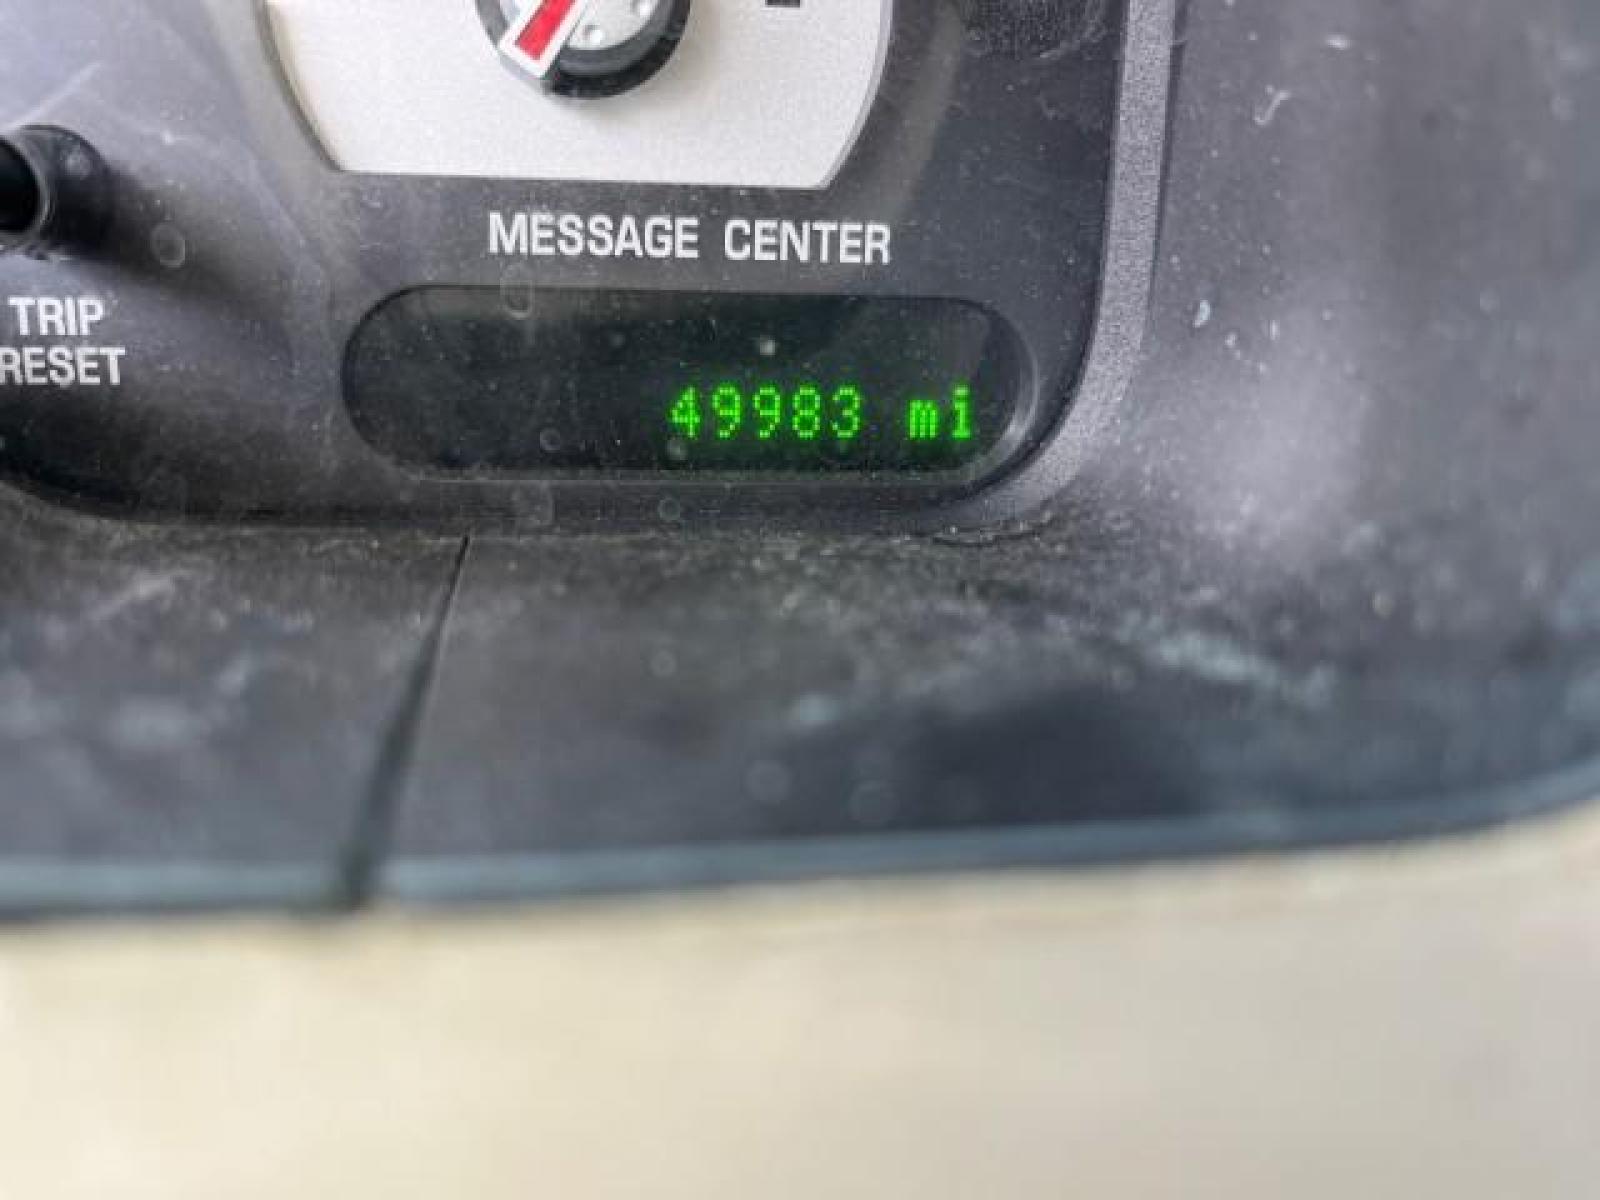 MESSAGE CENTER
TRIP
RESET
49983 mi